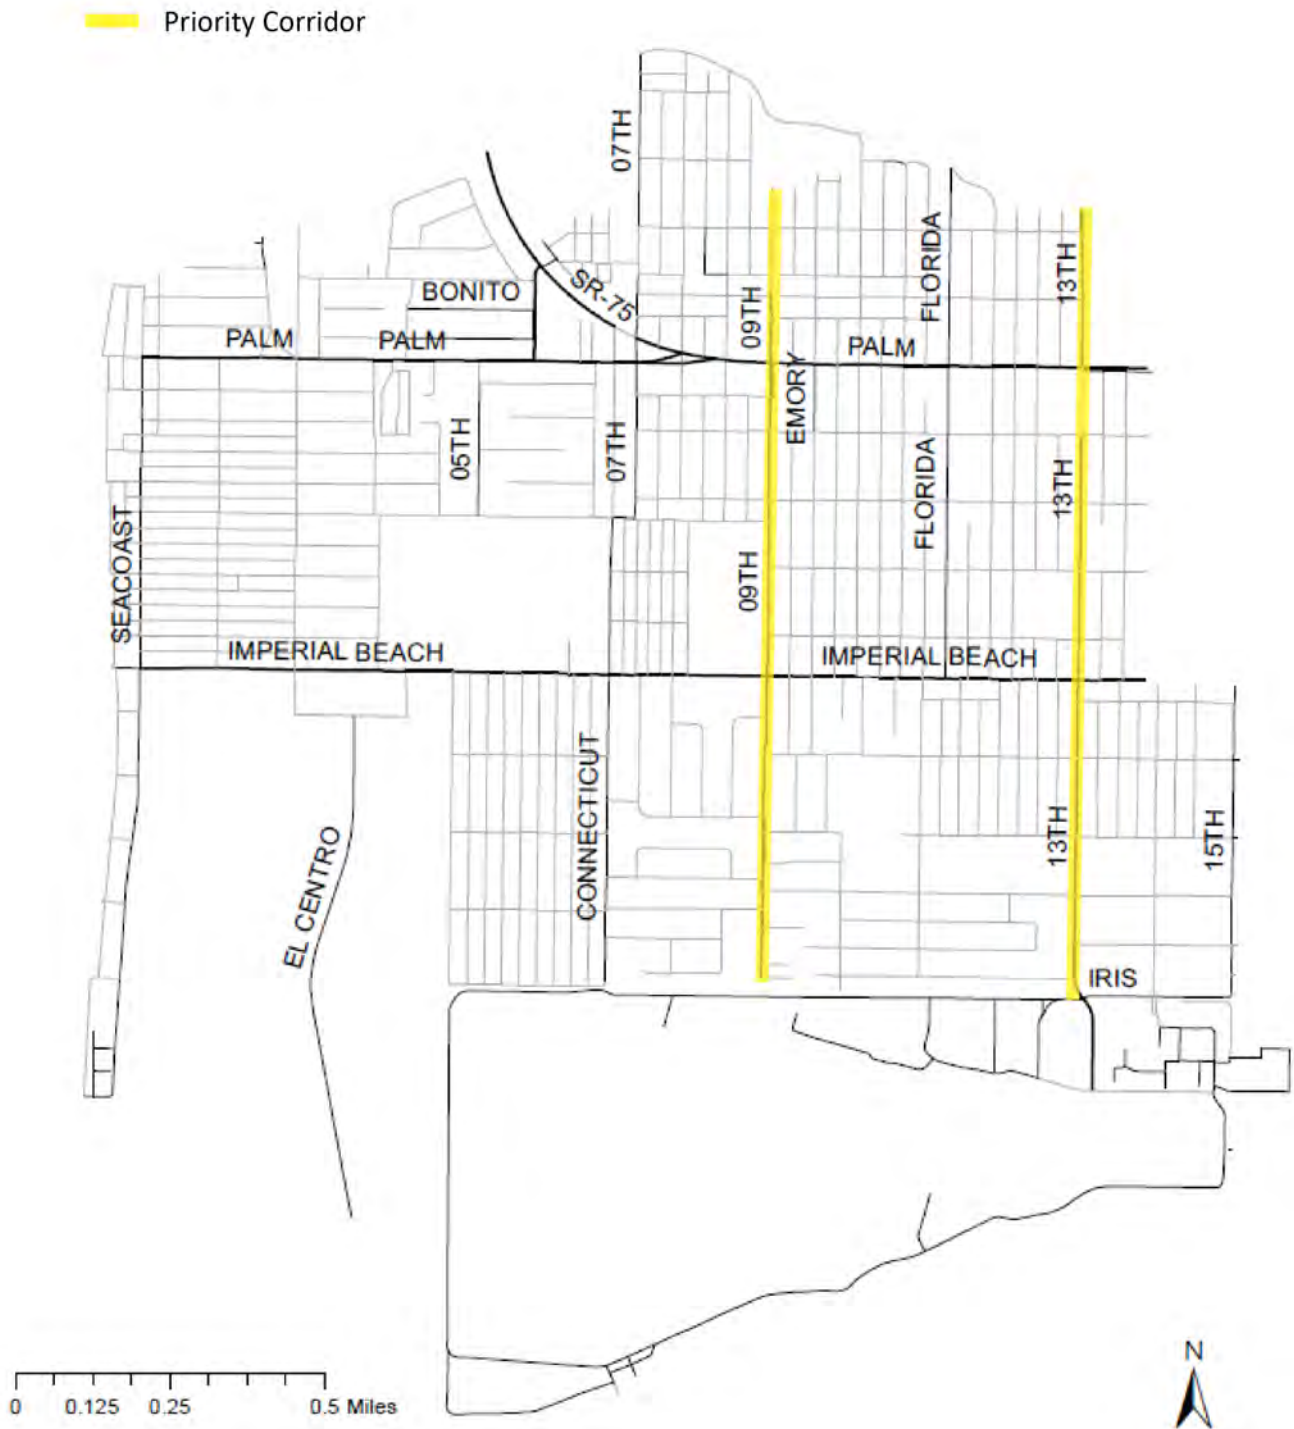 Priority Corridor
07TH
FLORIDA
13TH
BONITO
SR-75
09TH
PALM
PALM
PALM
EMORY
05TH
07TH
FLORIDA
13TH
SEACOAST
09TH
IMPERIAL BEACH
IMPERIAL BEACH
CONNECTICUT
13TH
15TH
EL CENTRO
IRIS
N
0 0.125 0.25 0.5 Miles